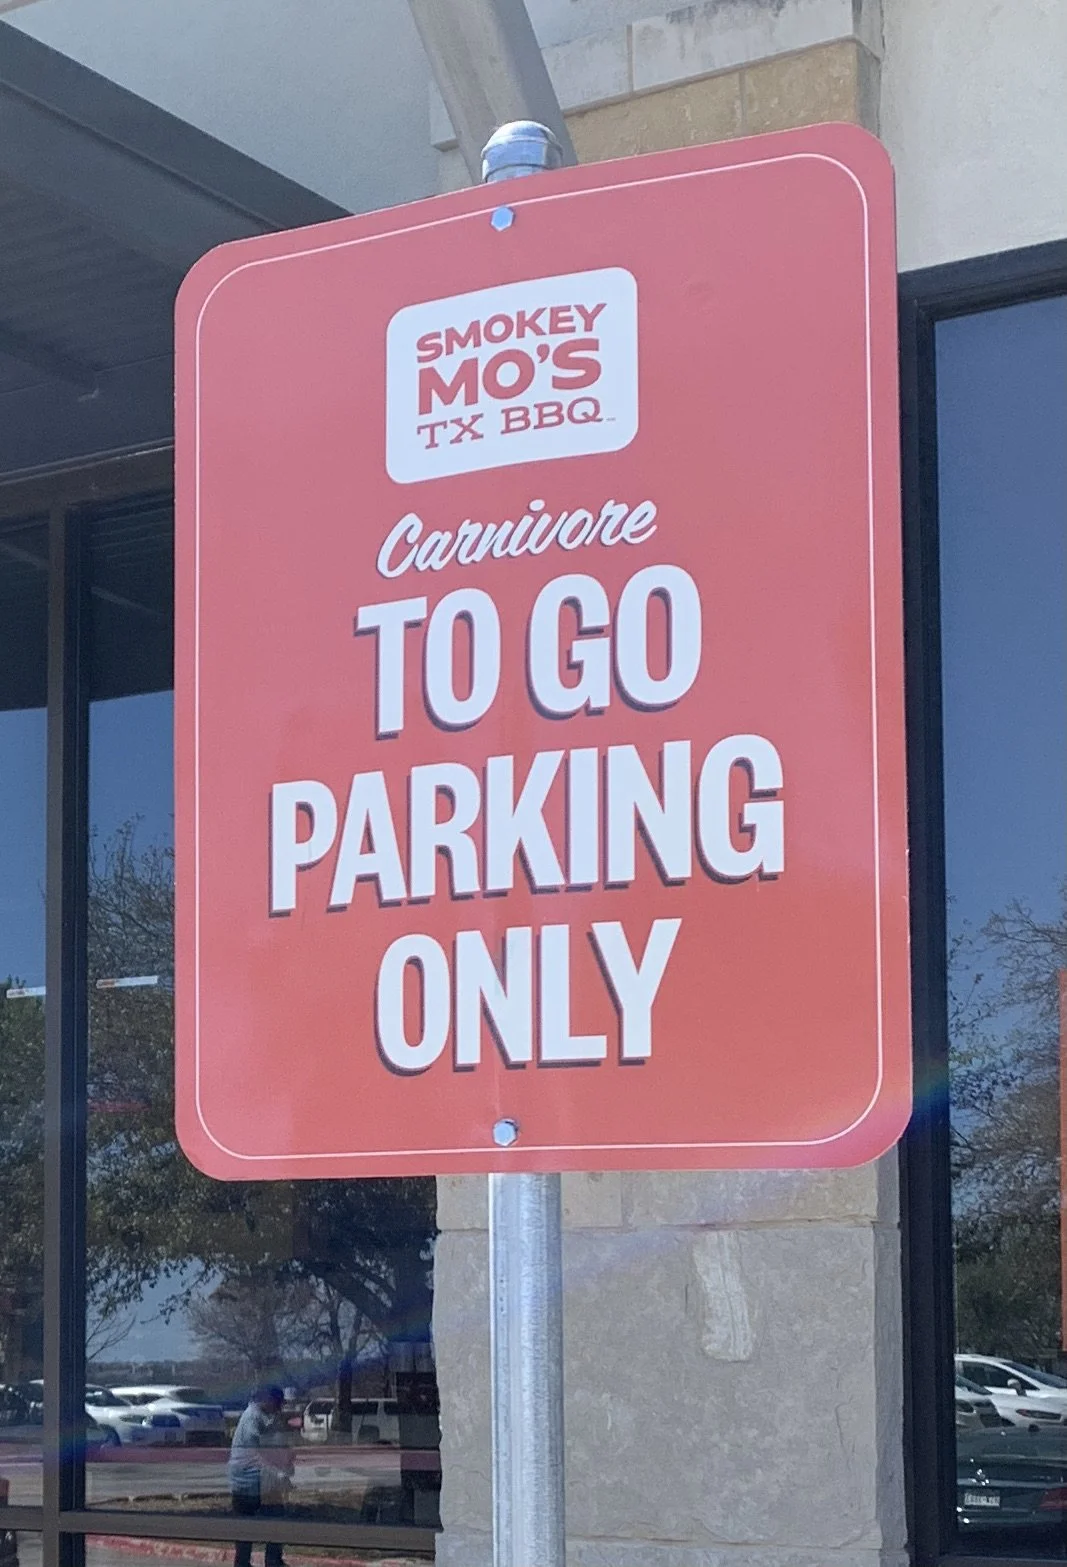 SMOKEY
MO'S
TX BBQ
Carnivore
TO GO
PARKING
ONLY